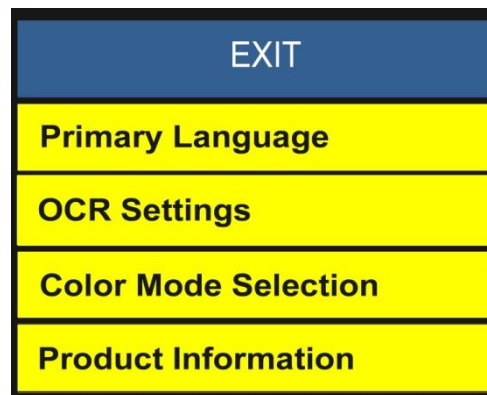 EXIT
Primary Language
OCR Settings
Color Mode Selection
Product Information